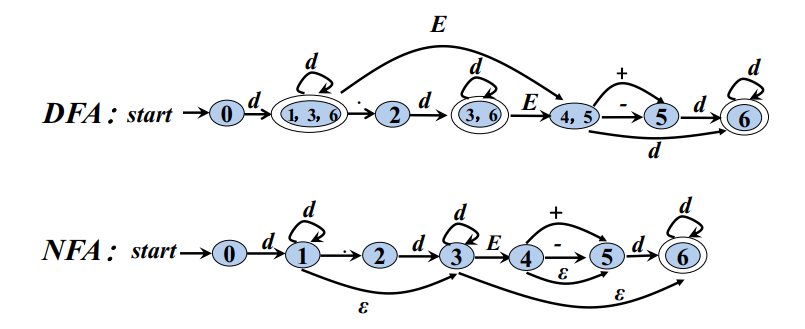 E
d d d
+
DFA: start 0 d 1, 3, 6 . 2 d 3, 6 E 4, 5 - 5 d 6
d
d d + d
NFA: start 0 d 1 . 2 d 3 E 4 - 5 d 6
ε
ε ε